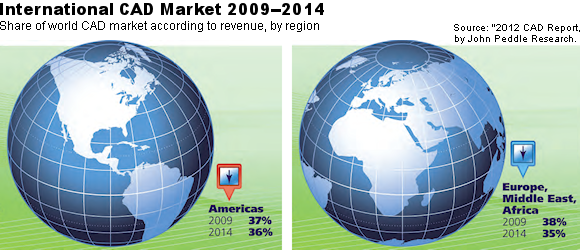 International CAD Market 2009–2014
Share of world CAD market according to revenue, by region
Source: "2012 CAD Report,
by John Peddle Research.
Americas
2009 37%
2014 36%
Europe,
Middle East,
Africa
2009 38%
2014 35%